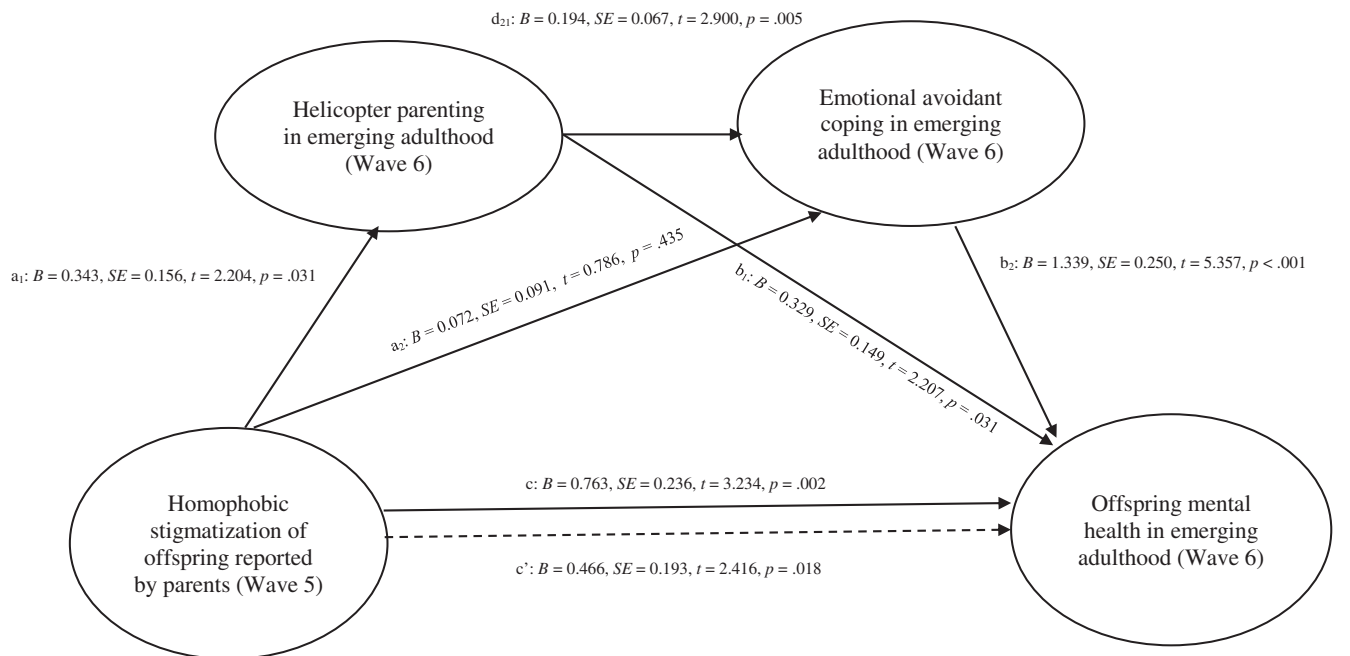 d21: B = 0.194, SE = 0.067, t = 2.900, p = .005
Helicopter parenting
in emerging adulthood
(Wave 6)
Emotional avoidant
coping in emerging
adulthood (Wave 6)
a1: B = 0.343, SE = 0.156, t = 2.204, p = .031
a2: B = 0.072, SE = 0.091, t = 0.786, p = .435
b1: B = 0.329, SE = 0.149, t = 2.207, p = .031
b2: B = 1.339, SE = 0.250, t = 5.357, p < .001
Homophobic
stigmatization of
offspring reported
by parents (Wave 5)
c: B = 0.763, SE = 0.236, t = 3.234, p = .002
c’: B = 0.466, SE = 0.193, t = 2.416, p = .018
Offspring mental
health in emerging
adulthood (Wave 6)